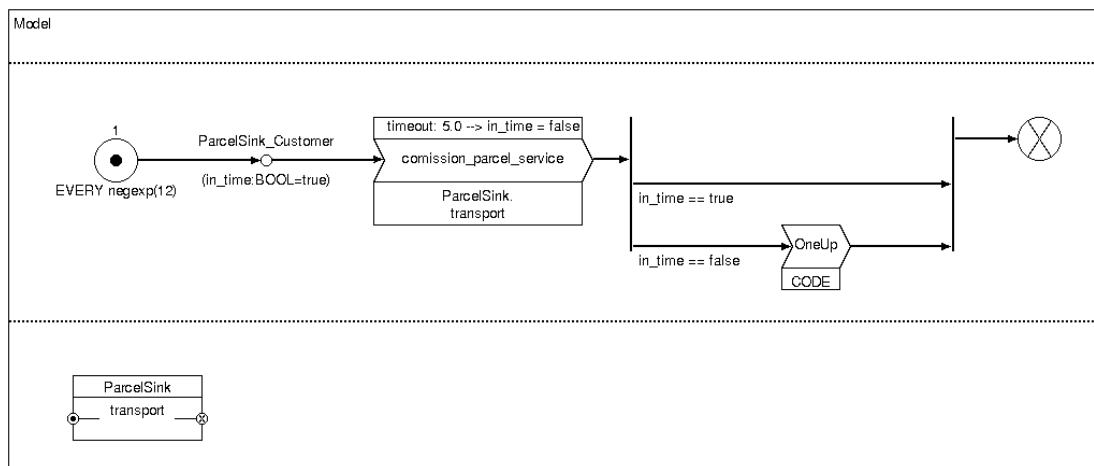 Model
1
EVERY negexp(12)
ParcelSink_Customer
(in_time:BOOL=true)
timeout: 5.0 --> in_time = false
comission_parcel_service
ParcelSink.
transport
in_time == true
in_time == false
OneUp
CODE
ParcelSink
transport